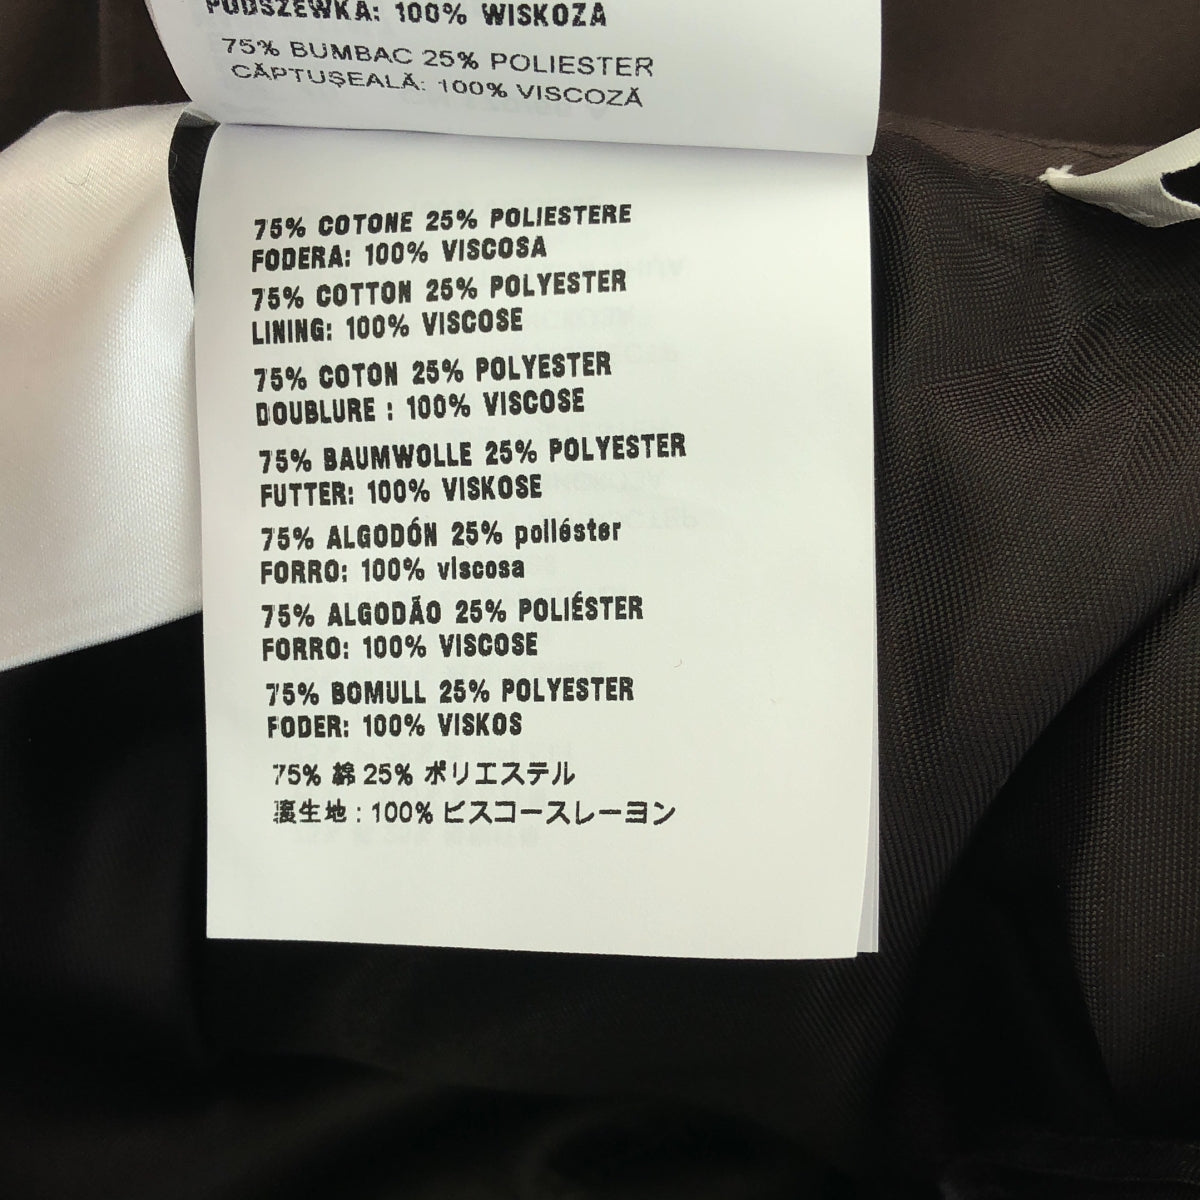 PODSZEWKA: 100% WISKOZA
75% BUMBAC 25% POLIESTER
CĂPTUȘEALĂ: 100% VISCOZĂ
75% COTONE 25% POLIESTERE
FODERA: 100% VISCOSA
75% COTTON 25% POLYESTER
LINING: 100% VISCOSE
75% COTON 25% POLYESTER
DOUBLURE : 100% VISCOSE
75% BAUMWOLLE 25% POLYESTER
FUTTER: 100% VISKOSE
75% ALGODÓN 25% poliéster
FORRO: 100% viscosa
75% ALGODÃO 25% POLIÉSTER
FORRO: 100% VISCOSE
75% BOMULL 25% POLYESTER
FODER: 100% VISKOS
75% 綿 25% ポリエステル
裏生地 : 100% ビスコースレーヨン